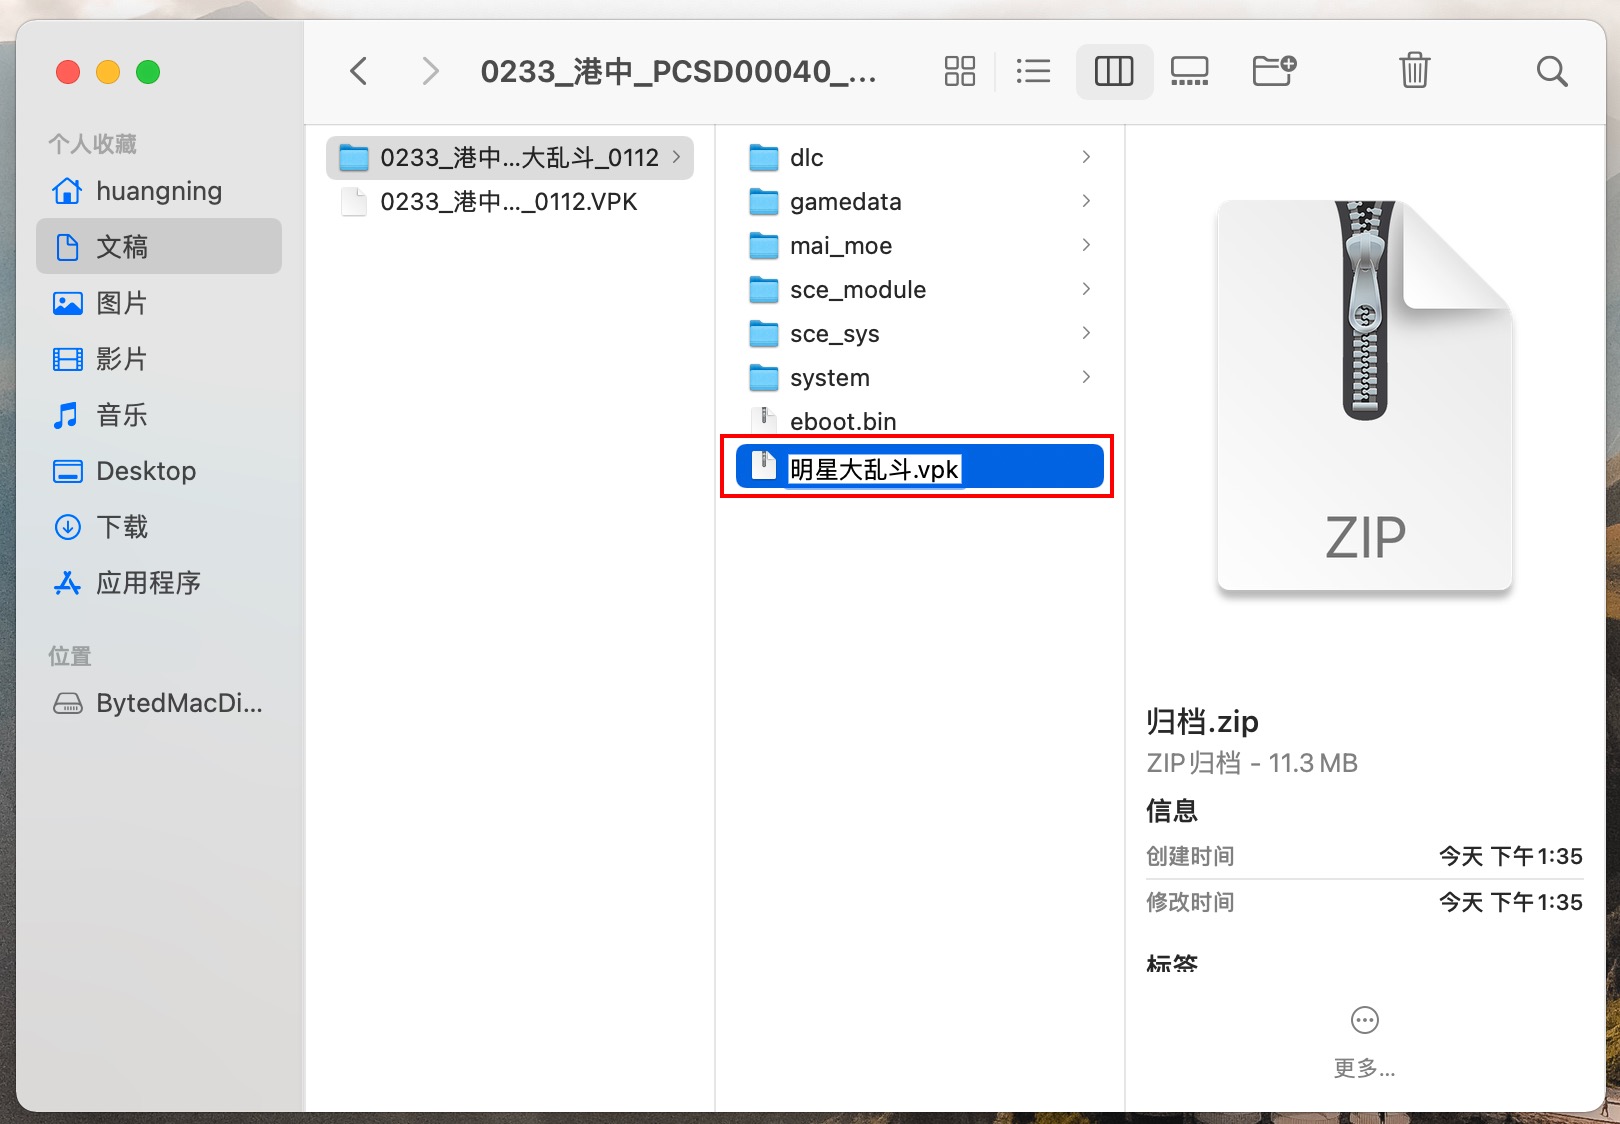 0233_港中_PCSD00040_...
个人收藏
huangning
文稿
图片
影片
音乐
Desktop
下载
应用程序
位置
BytedMacDi...
0233_港中...大乱斗_0112
0233_港中..._0112.VPK
dlc
gamedata
mai_moe
sce_module
sce_sys
system
eboot.bin
明星大乱斗.vpk
ZIP
归档.zip
ZIP归档 - 11.3 MB
信息
创建时间 今天 下午1:35
修改时间 今天 下午1:35
标签
更多...